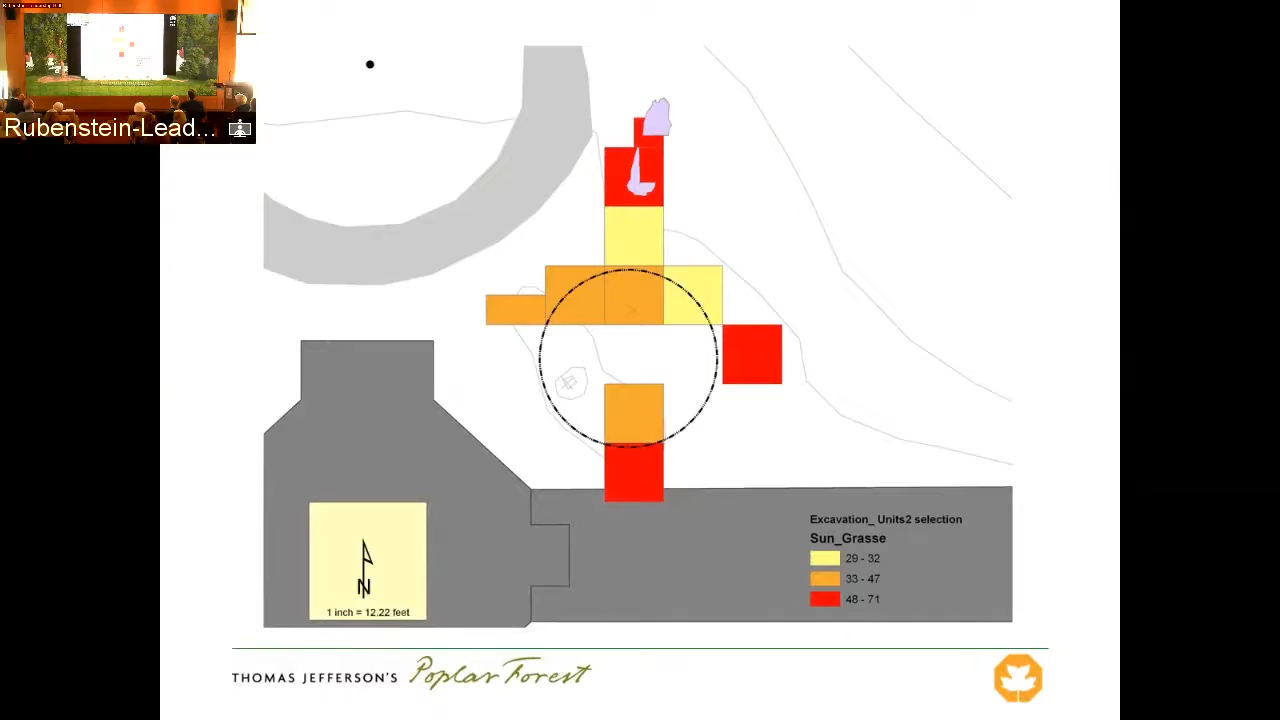 Rubenstein-Lead...
Excavation_ Units2 selection
Sun_Grasse
29 - 32
33 - 47
48 - 71
N
1 inch = 12.22 feet
THOMAS JEFFERSON'S Poplar Forest